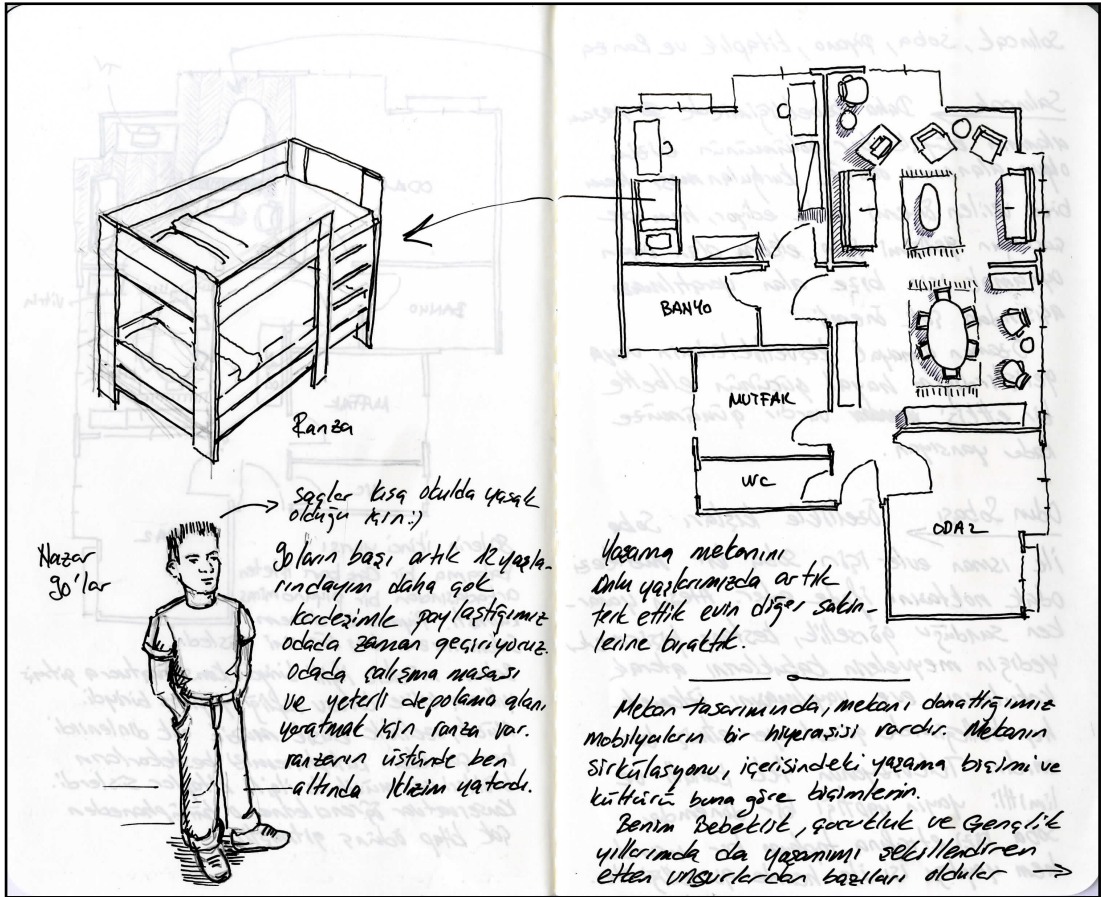 Ranza
saçlar kısa okulda yasak
olduğu için:)
Nazar
90'lar
90ların başı artık 12 yaşla-
rındayım daha çok
kardeşimle paylaştığımız
odada zaman geçiriyoruz.
odada çalışma masası
ve yeterli depolama alanı
yaratmak için ranza var.
ranzanın üstünde ben
altında ikizim yatardı.
BANYO
MUTFAK
WC
ODA 2
Yaşama mekanını
Onlu yaşlarımızda artık
terk ettik evin diğer sakin-
lerine bıraktık.
Mekan tasarımında, mekanı donattığımız
mobilyaların bir hiyerarşisi vardır. Mekanın
sirkülasyonu, içerisindeki yaşama biçimi ve
kültürü buna göre biçimlenir.
Benim Bebeklik, çocukluk ve Gençlik
yıllarımda da yaşamımı şekillendiren
etken unsurlardan bazıları oldular →